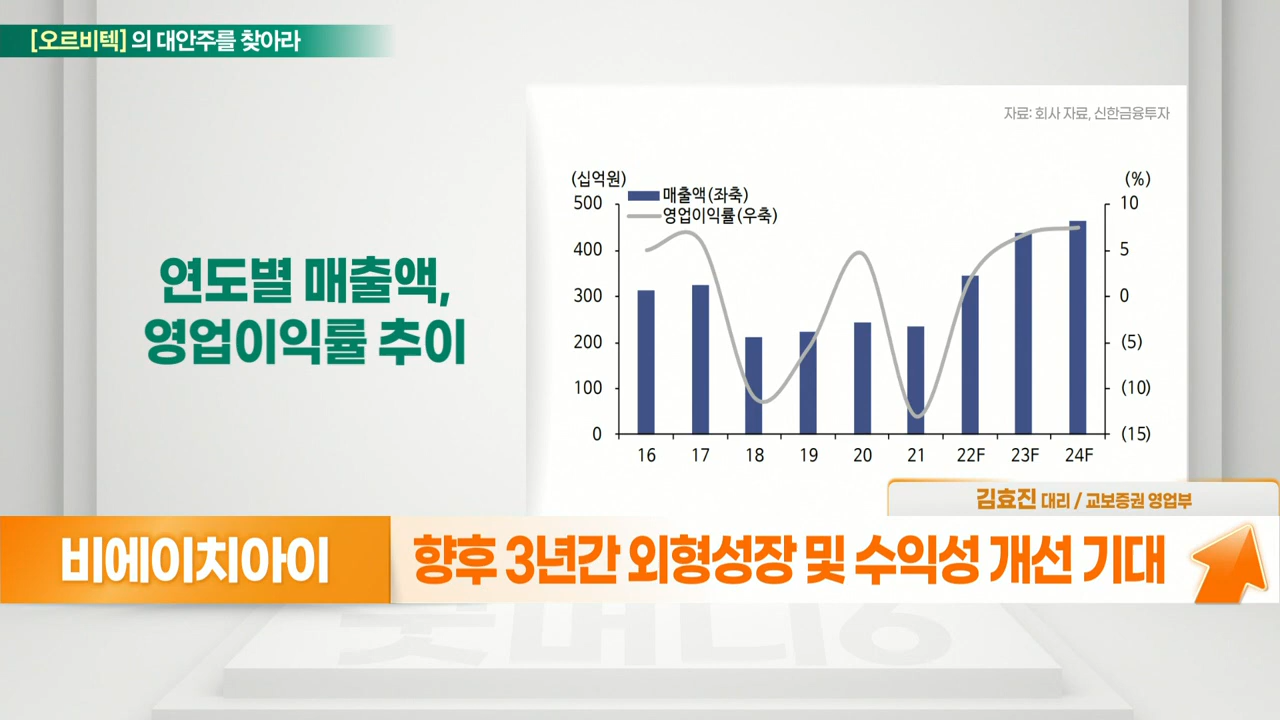 [오르비텍]의 대안주를 찾아라
자료: 회사 자료, 신한금융투자
연도별 매출액,
영업이익률 추이
(십억원)
(%)
매출액(좌축)
영업이익률(우축)
500
400
300
200
100
0
10
5
0
(5)
(10)
(15)
16 17 18 19 20 21 22F 23F 24F
김효진 대리 / 교보증권 영업부
비에이치아이
향후 3년간 외형성장 및 수익성 개선 기대